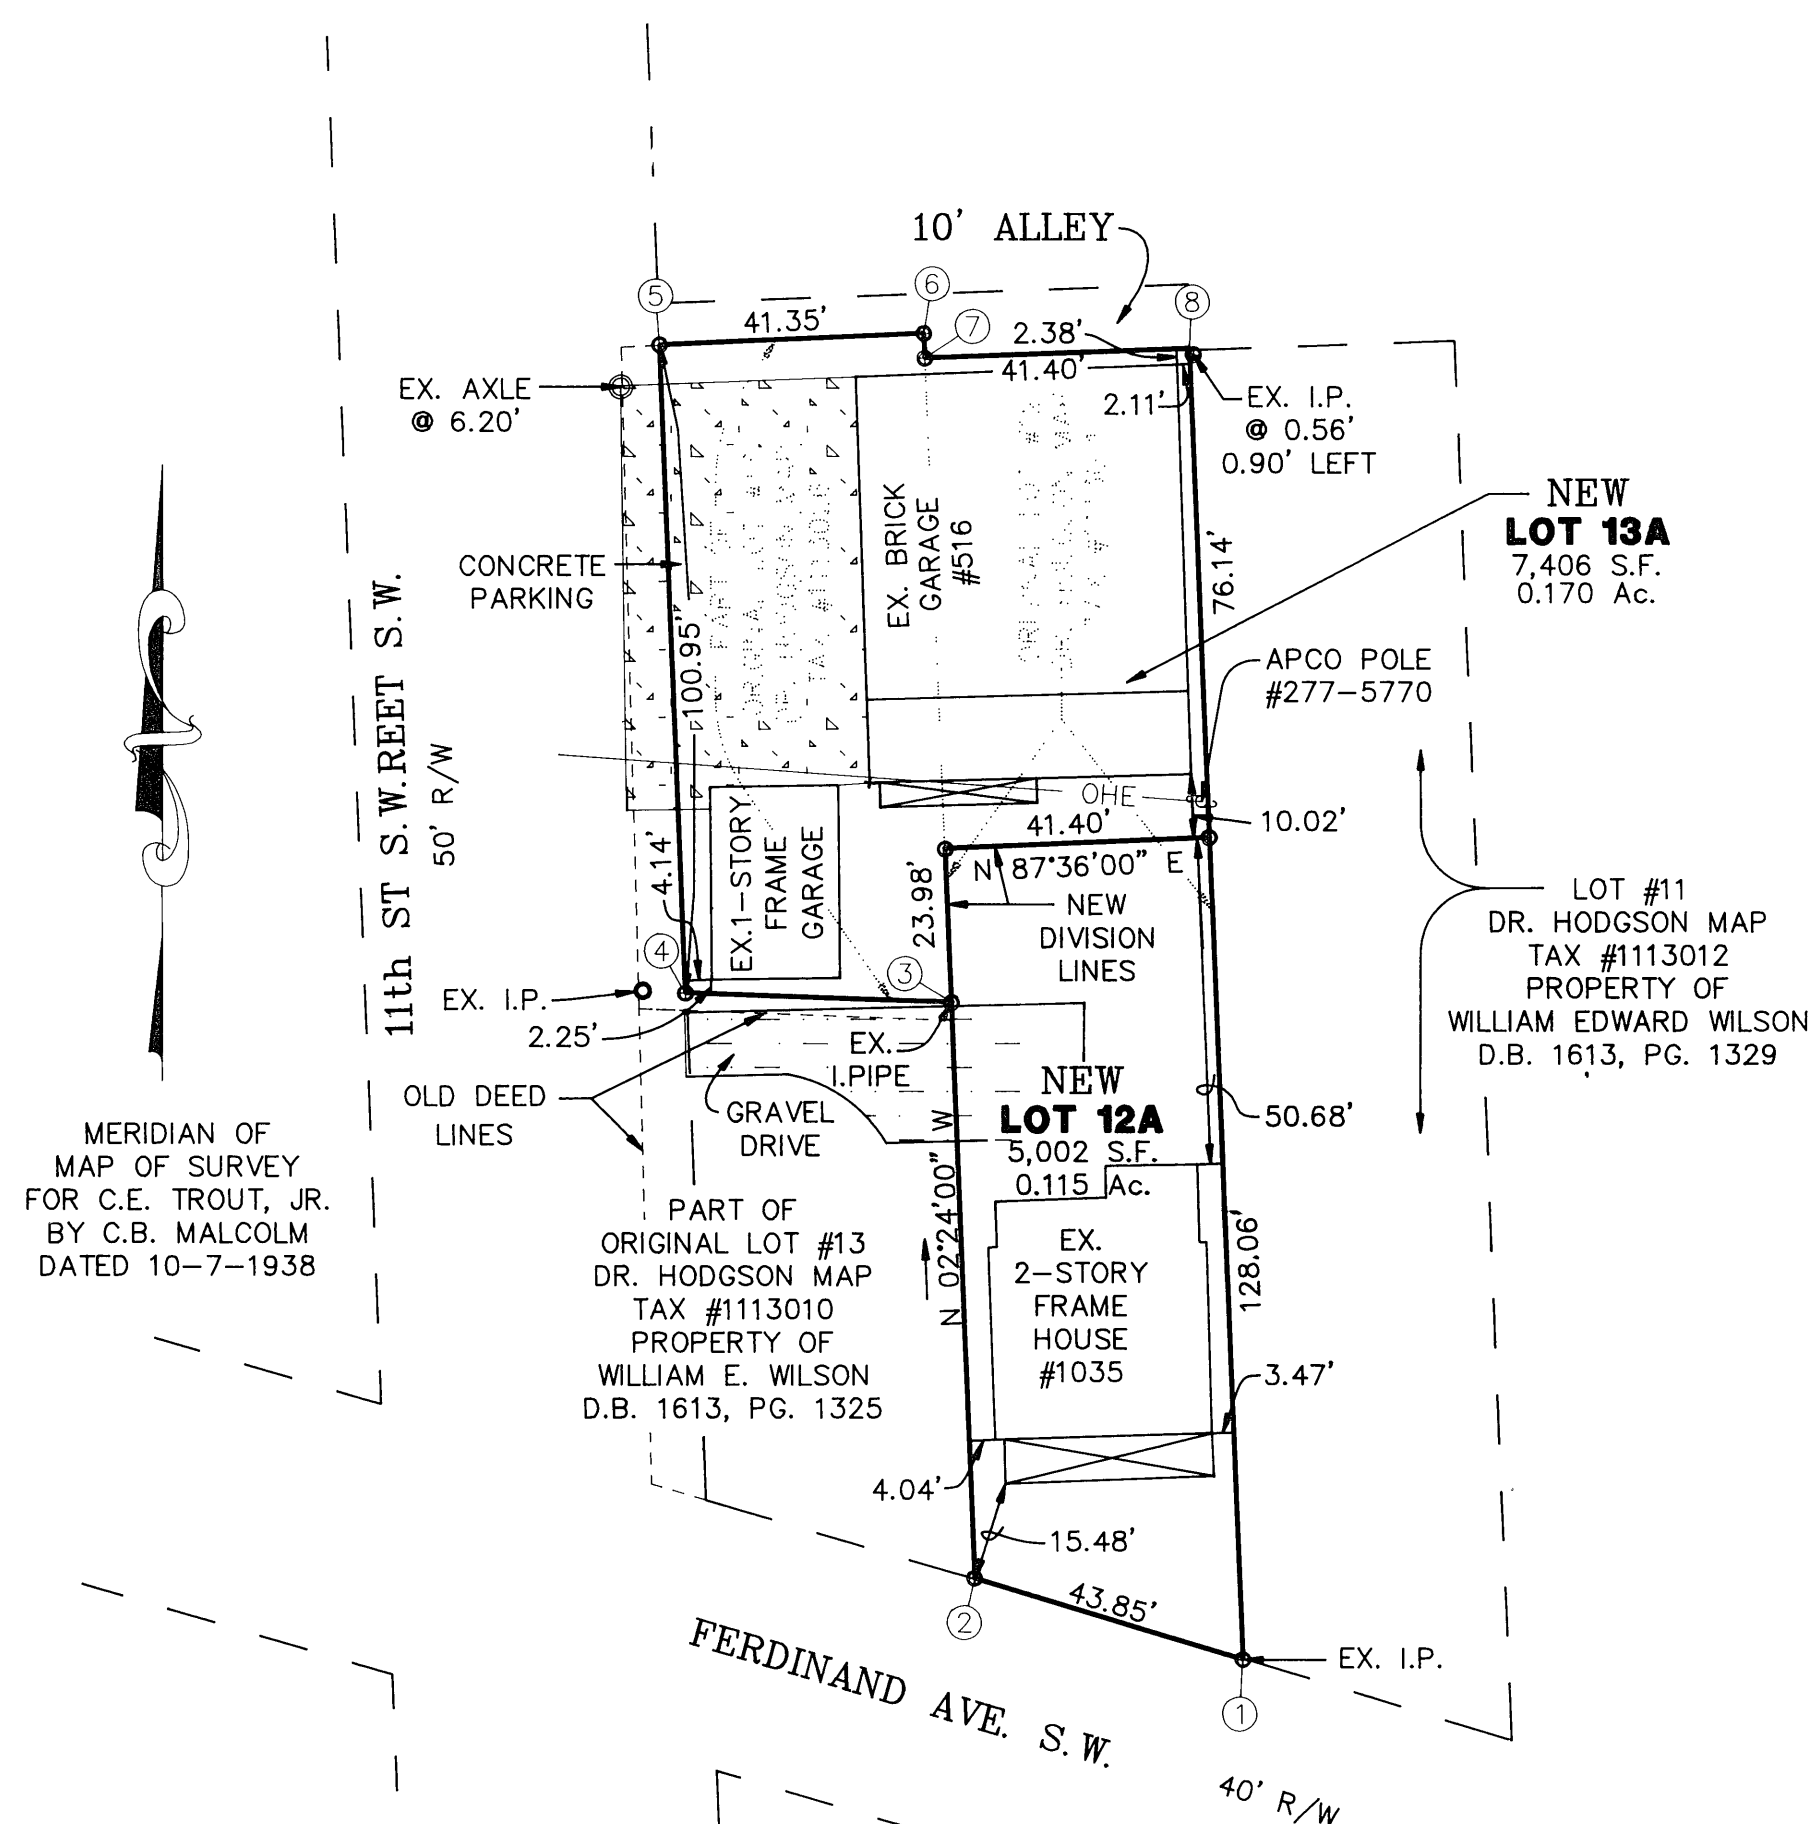 10' ALLEY
5
6
7
8
41.35'
2.38'
41.40'
2.11'
EX. AXLE
@ 6.20'
EX. I.P.
@ 0.56'
0.90' LEFT
NEW
LOT 13A
7,406 S.F.
0.170 Ac.
CONCRETE
PARKING
EX. BRICK
GARAGE
#516
76.14'
100.95'
APCO POLE
#277-5770
11th ST S.W.REET S.W.
50' R/W
OHE
10.02'
41.40'
N 87°36'00" E
EX.1-STORY
FRAME
GARAGE
4.14'
23.98'
NEW
DIVISION
LINES
4
3
EX. I.P.
2.25'
EX.
I.PIPE
LOT #11
DR. HODGSON MAP
TAX #1113012
PROPERTY OF
WILLIAM EDWARD WILSON
D.B. 1613, PG. 1329
OLD DEED
LINES
GRAVEL
DRIVE
NEW
LOT 12A
5,002 S.F.
0.115 Ac.
50.68'
MERIDIAN OF
MAP OF SURVEY
FOR C.E. TROUT, JR.
BY C.B. MALCOLM
DATED 10-7-1938
PART OF
ORIGINAL LOT #13
DR. HODGSON MAP
TAX #1113010
PROPERTY OF
WILLIAM E. WILSON
D.B. 1613, PG. 1325
N 02°24'00" W
EX.
2-STORY
FRAME
HOUSE
#1035
128.06'
3.47'
4.04'
15.48'
43.85'
2
1
EX. I.P.
FERDINAND AVE. S.W.
40' R/W